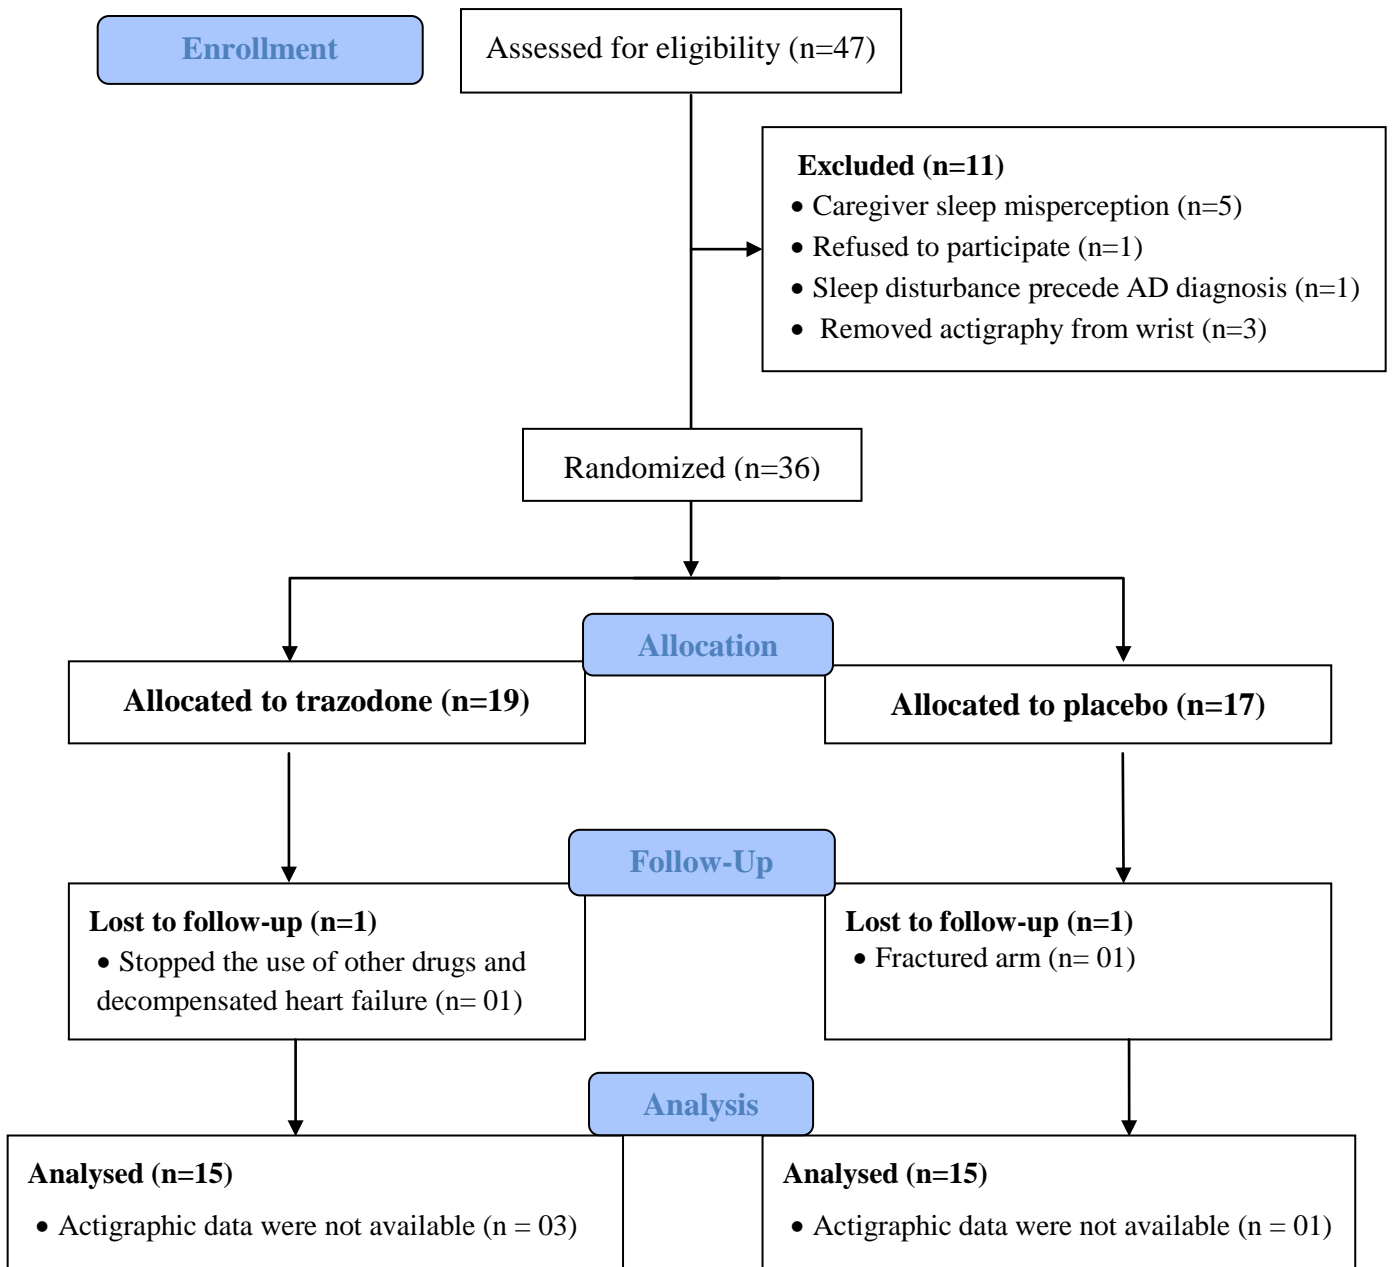 Enrollment
Assessed for eligibility (n=47)
Excluded (n=11)
• Caregiver sleep misperception (n=5)
• Refused to participate (n=1)
• Sleep disturbance precede AD diagnosis (n=1)
• Removed actigraphy from wrist (n=3)
Randomized (n=36)
Allocation
Allocated to trazodone (n=19)
Allocated to placebo (n=17)
Follow-Up
Lost to follow-up (n=1)
• Stopped the use of other drugs and
decompensated heart failure (n= 01)
Lost to follow-up (n=1)
• Fractured arm (n= 01)
Analysis
Analysed (n=15)
• Actigraphic data were not available (n = 03)
Analysed (n=15)
• Actigraphic data were not available (n = 01)